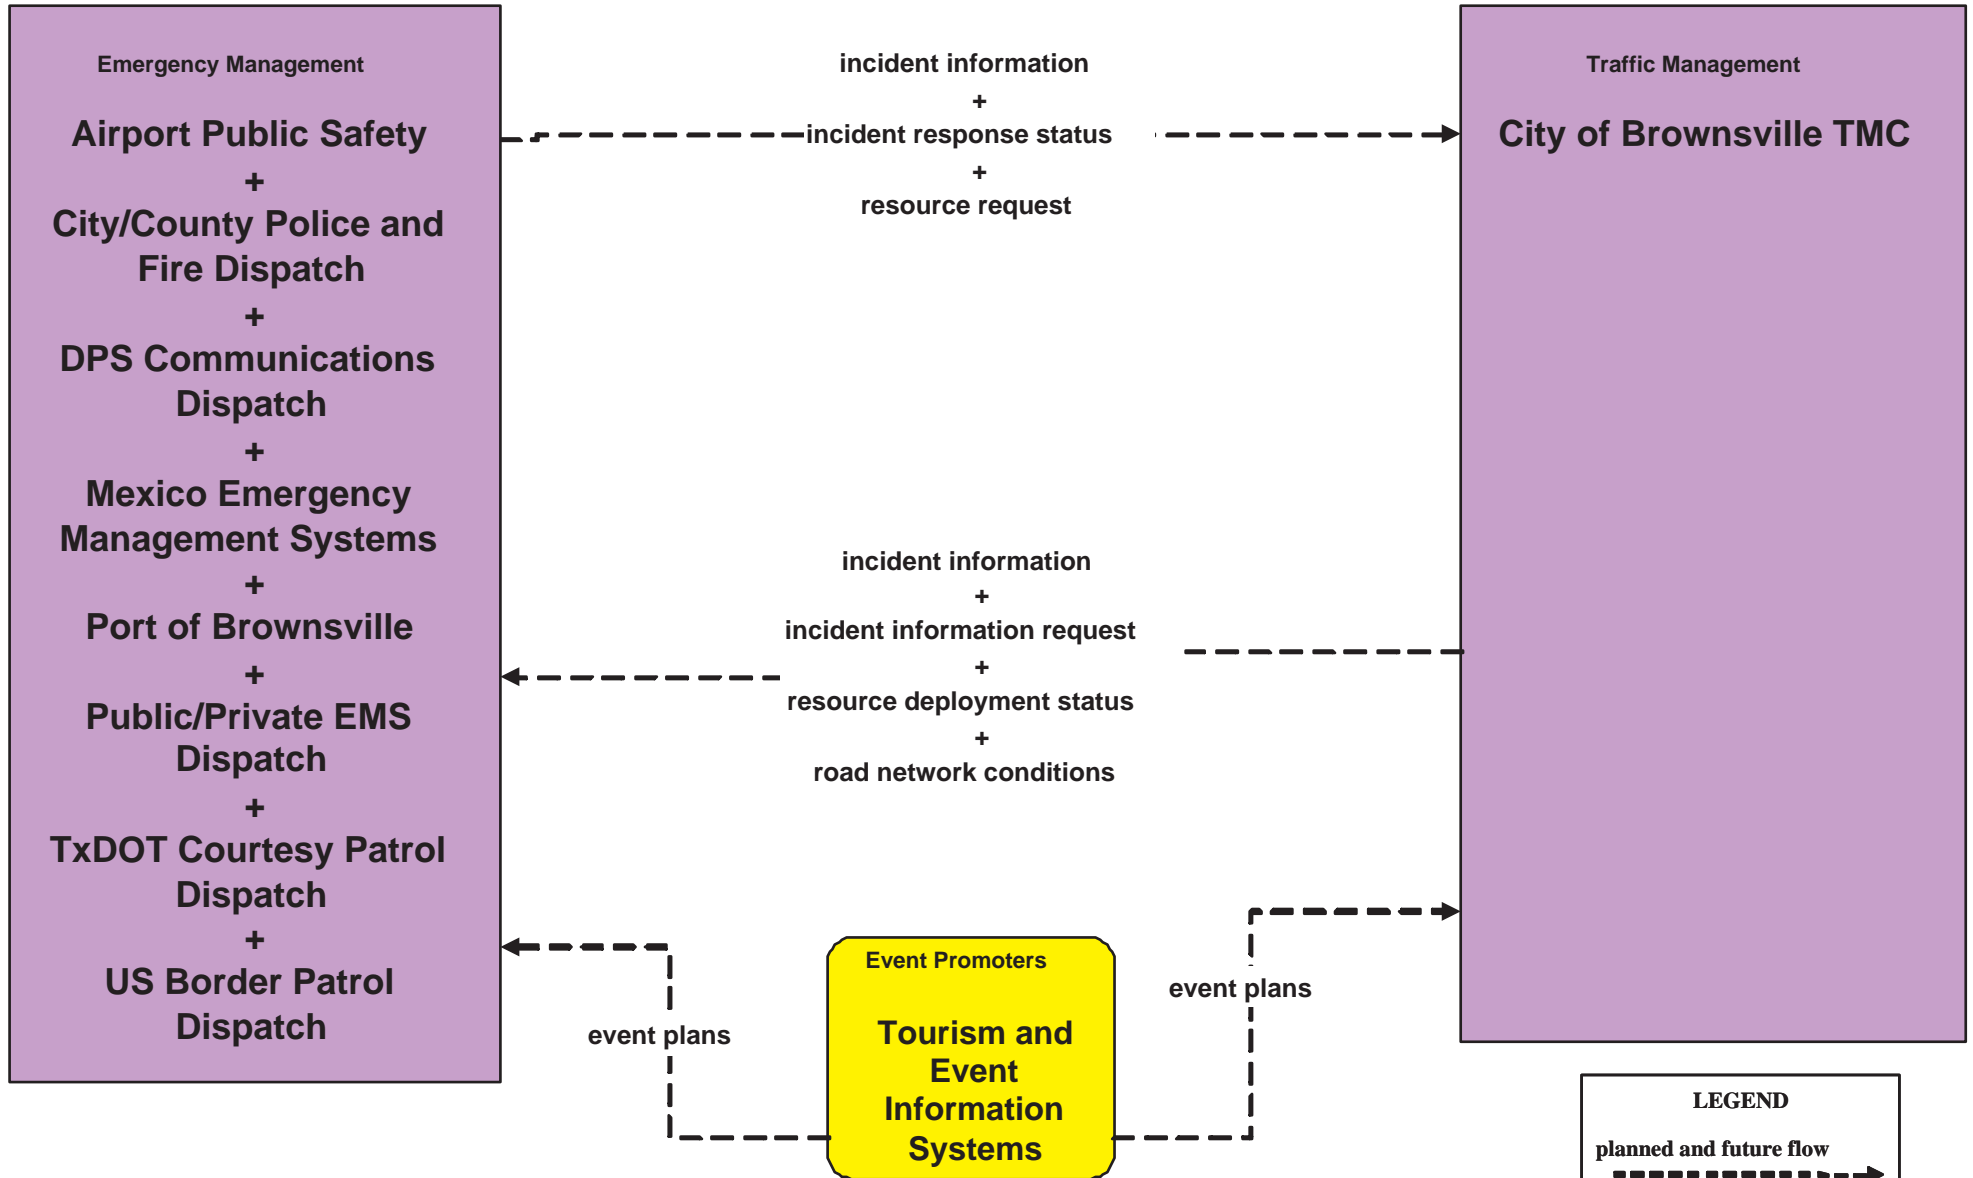 Emergency Management
Airport Public Safety
+
City/County Police and
Fire Dispatch
+
DPS Communications
Dispatch
+
Mexico Emergency
Management Systems
+
Port of Brownsville
+
Public/Private EMS
Dispatch
+
TxDOT Courtesy Patrol
Dispatch
+
US Border Patrol
Dispatch
incident information
+
incident response status
+
resource request
incident information
+
incident information request
+
resource deployment status
+
road network conditions
event plans
Event Promoters
Tourism and
Event
Information
Systems
event plans
Traffic Management
City of Brownsville TMC
LEGEND
planned and future flow